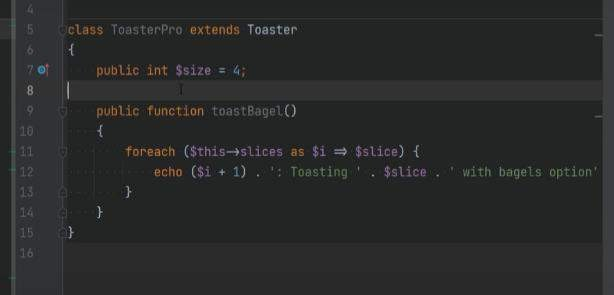 4
5 class ToasterPro extends Toaster
6 {
7 public int $size = 4;
8
9 public function toastBagel()
10 {
11 foreach ($this->slices as $i => $slice) {
12 echo ($i + 1) . ': Toasting ' . $slice . ' with bagels option'
13 }
14 }
15 }
16